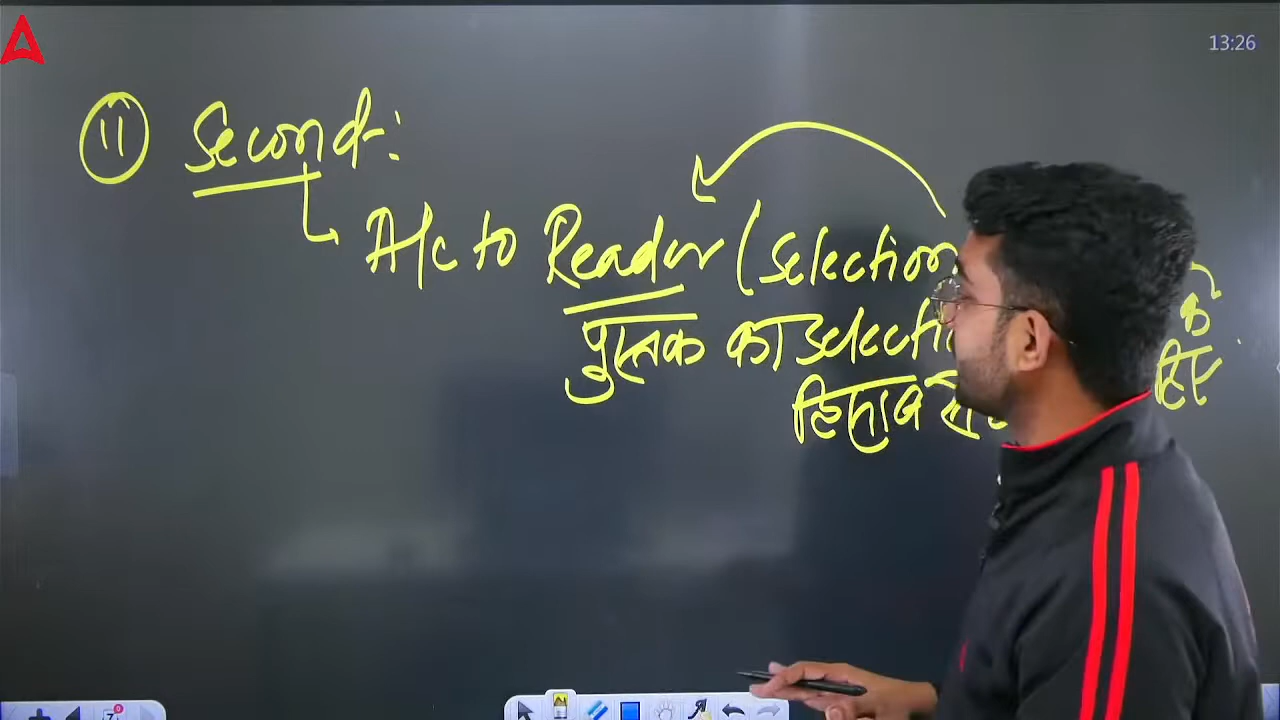 13:26
11 Second:
A/c to Reader (Selection
पुस्तक का selecti
हिसाब से